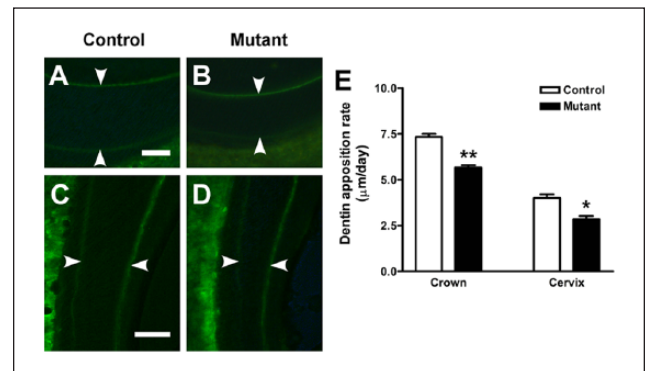 Control Mutant
A B
C D
E
Dentin apposition rate
(μm/day)
10.0
7.5
5.0
2.5
0.0
Control
Mutant
**
*
Crown Cervix